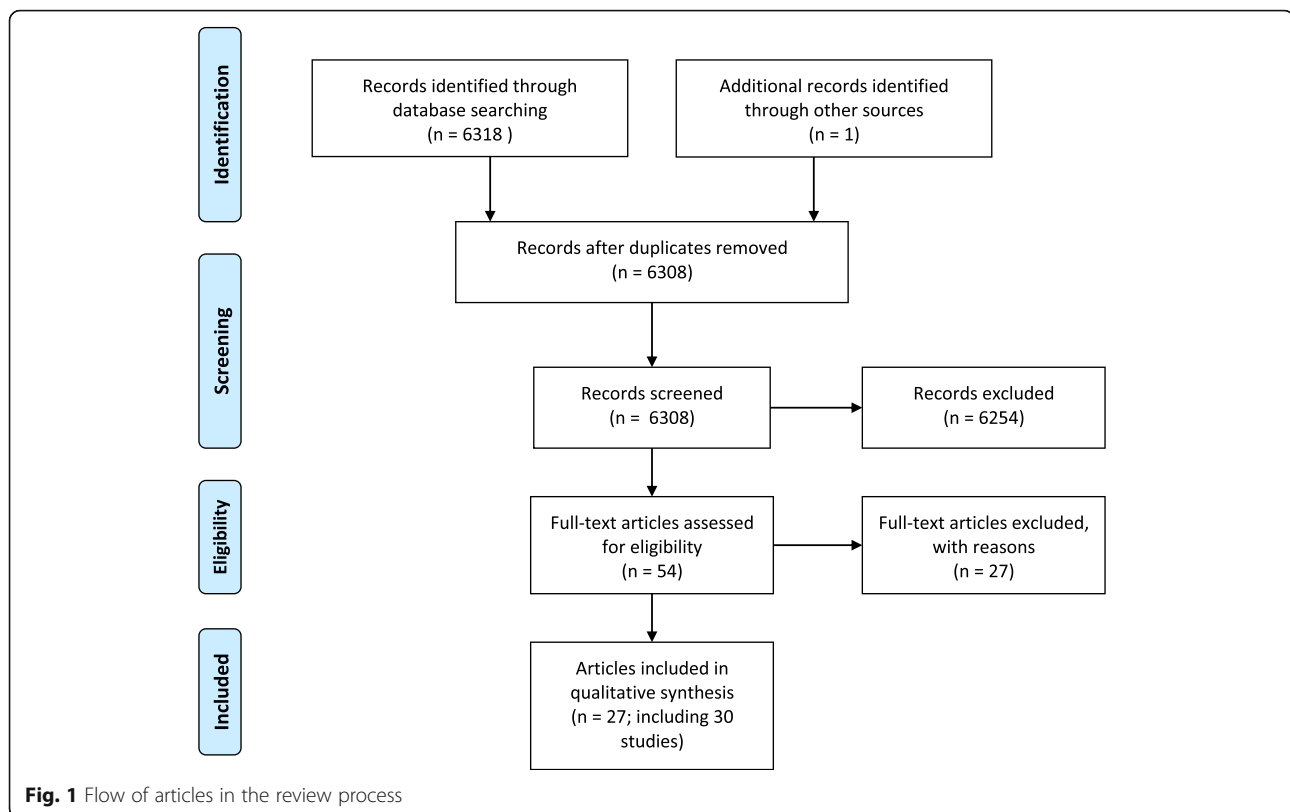 Identification
Records identified through
database searching
(n = 6318 )
Additional records identified
through other sources
(n = 1)
Screening
Records after duplicates removed
(n = 6308)
Records screened
(n = 6308)
Records excluded
(n = 6254)
Eligibility
Full-text articles assessed
for eligibility
(n = 54)
Full-text articles excluded,
with reasons
(n = 27)
Included
Articles included in
qualitative synthesis
(n = 27; including 30
studies)
Fig. 1 Flow of articles in the review process